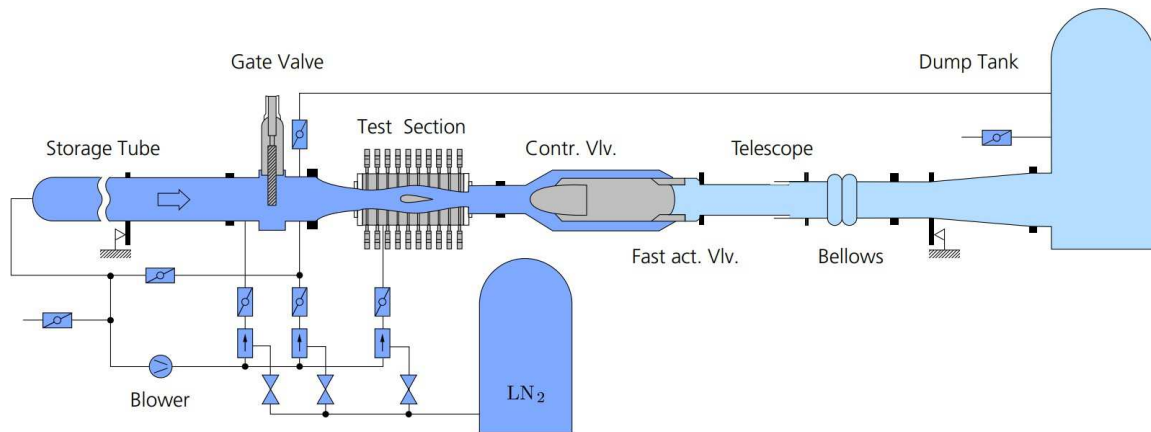 Gate Valve
Dump Tank
Storage Tube
Test Section
Contr. Vlv.
Telescope
Fast act. Vlv.
Bellows
Blower
LN2